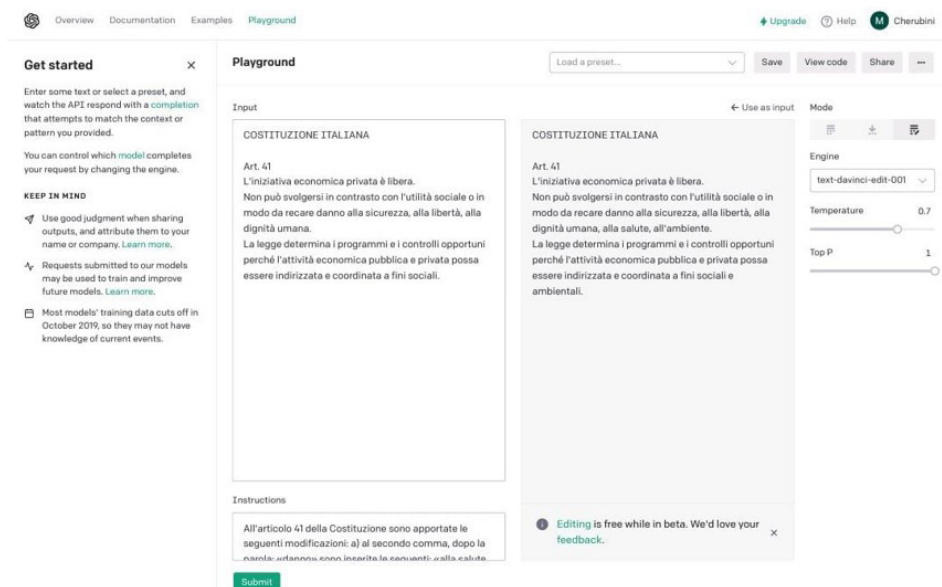 Overview Documentation Examples Playground
Upgrade Help M Cherubini
Get started
Enter some text or select a preset, and
watch the API respond with a completion
that attempts to match the context or
pattern you provided.
You can control which model completes
your request by changing the engine.
KEEP IN MIND
Use good judgment when sharing
outputs, and attribute them to your
name or company. Learn more.
Requests submitted to our models
may be used to train and improve
future models. Learn more.
Most models' training data cuts off in
October 2019, so they may not have
knowledge of current events.
Playground
Load a preset...
Save
View code
Share
...
Input
COSTITUZIONE ITALIANA
Art. 41
L'iniziativa economica privata è libera.
Non può svolgersi in contrasto con l'utilità sociale o in
modo da recare danno alla sicurezza, alla libertà, alla
dignità umana.
La legge determina i programmi e i controlli opportuni
perché l'attività economica pubblica e privata possa
essere indirizzata e coordinata a fini sociali.
Instructions
All'articolo 41 della Costituzione sono apportate le
seguenti modificazioni: a) al secondo comma, dopo la
parola: «danno» sono inserite le seguenti: «alla salute
Submit
← Use as input
COSTITUZIONE ITALIANA
Art. 41
L'iniziativa economica privata è libera.
Non può svolgersi in contrasto con l'utilità sociale o in
modo da recare danno alla sicurezza, alla libertà, alla
dignità umana, alla salute, all'ambiente.
La legge determina i programmi e i controlli opportuni
perché l'attività economica pubblica e privata possa
essere indirizzata e coordinata a fini sociali e
ambientali.
Editing is free while in beta. We'd love your
feedback.
Mode
Engine
text-davinci-edit-001
Temperature 0.7
Top P 1